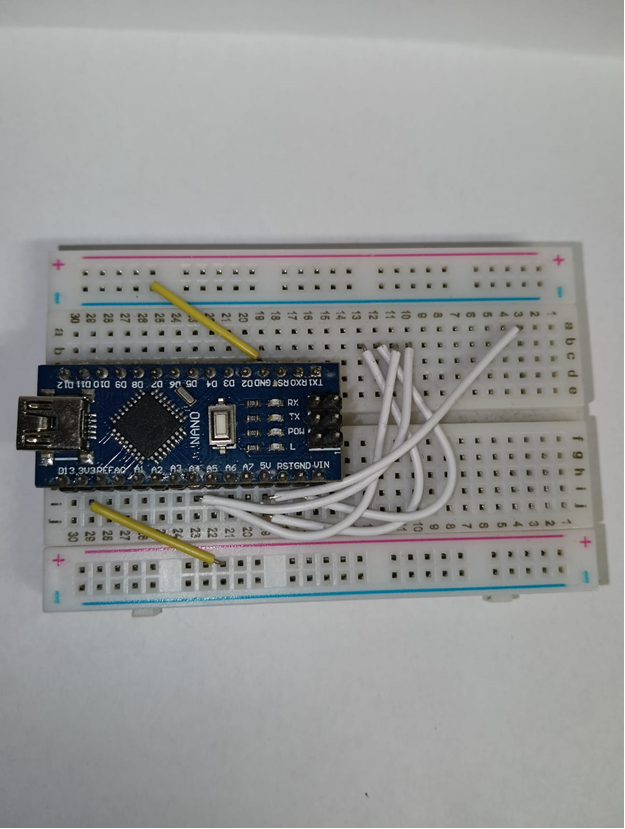 + +
30 29 28 27 26 25 24 23 22 21 20 19 18 17 16 15 14 13 12 11 10 9 8 7 6 5 4 3 2 1
a a
b b
c
d
e
D12 D11 D10 D9 D8 D7 D6 D5 D4 D3 D2 GND RST RX0 TX1
NANO
RX
TX
POW
L
D13 3V3 REF A0 A1 A2 A3 A4 A5 A6 A7 5V RST GND VIN
f f
g
h
i
j
30 29 28 27 26 25 24 23 22 21 20 19 9 8 7 6 5 4 3 2 1
+ +